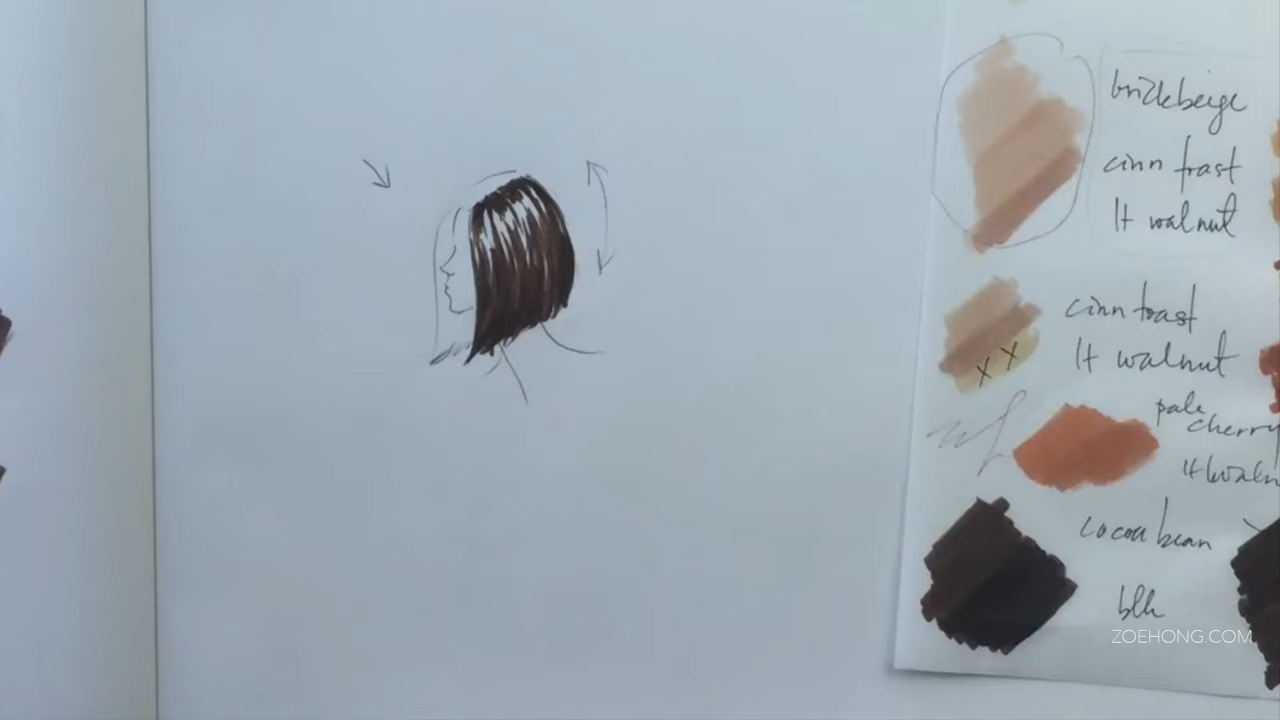 brickbeige
cinn toast
lt walnut
cinn toast
lt walnut
x x
pale
cherry
lt waln
cocoa bean
blk
ZOEHONG.COM